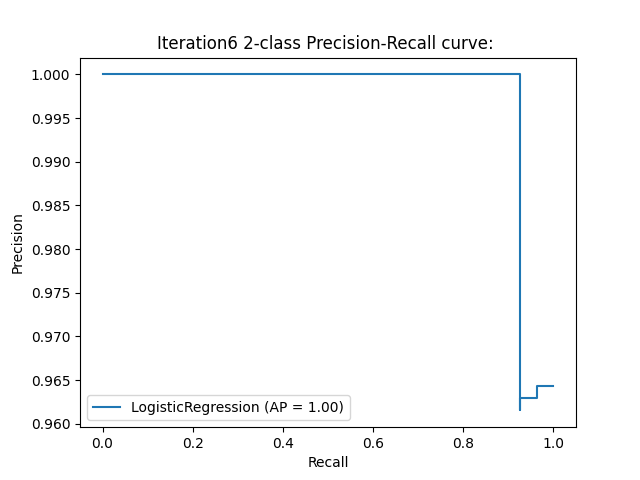 Iteration6 2-class Precision-Recall curve:
1.000
0.995
0.990
0.985
0.980
0.975
0.970
0.965
0.960
Precision
LogisticRegression (AP = 1.00)
0.0 0.2 0.4 0.6 0.8 1.0
Recall